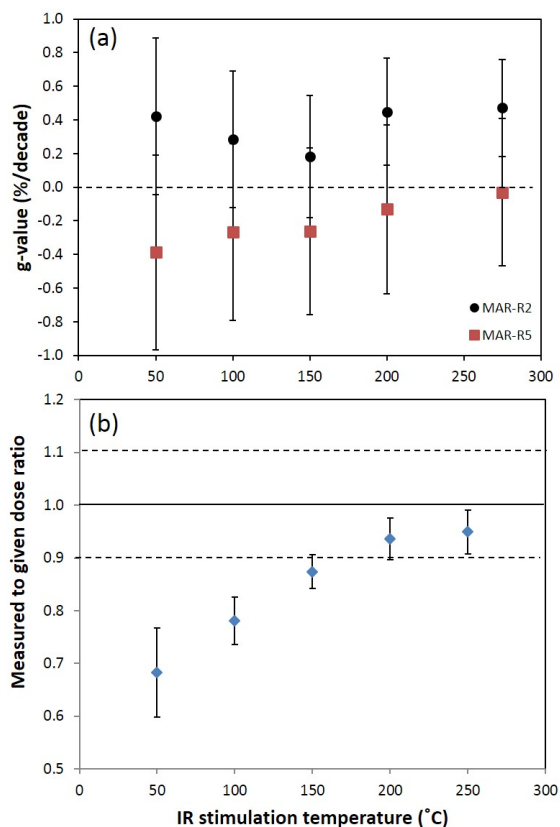 (a)
g-value (%/decade)
1.0
0.8
0.6
0.4
0.2
0.0
-0.2
-0.4
-0.6
-0.8
-1.0
MAR-R2
MAR-R5
0 50 100 150 200 250 300
(b)
Measured to given dose ratio
1.2
1.1
1.0
0.9
0.8
0.7
0.6
0.5
0 50 100 150 200 250 300
IR stimulation temperature (˚C)